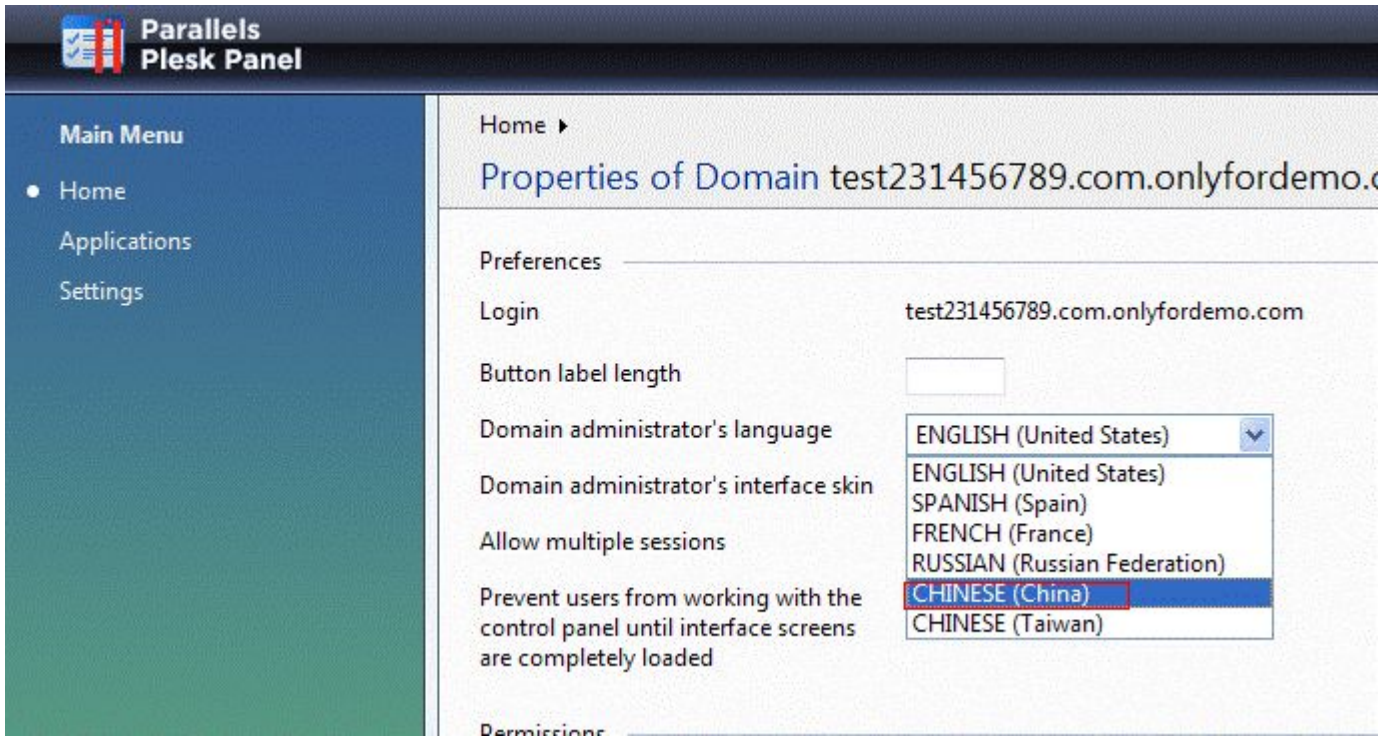 Parallels
Plesk Panel
Main Menu
Home
Applications
Settings
Home
Properties of Domain test231456789.com.onlyfordemo.
Preferences
Login test231456789.com.onlyfordemo.com
Button label length
Domain administrator's language ENGLISH (United States)
ENGLISH (United States)
SPANISH (Spain)
Domain administrator's interface skin
FRENCH (France)
Allow multiple sessions
RUSSIAN (Russian Federation)
CHINESE (China)
CHINESE (Taiwan)
Prevent users from working with the
control panel until interface screens
are completely loaded
Permissions